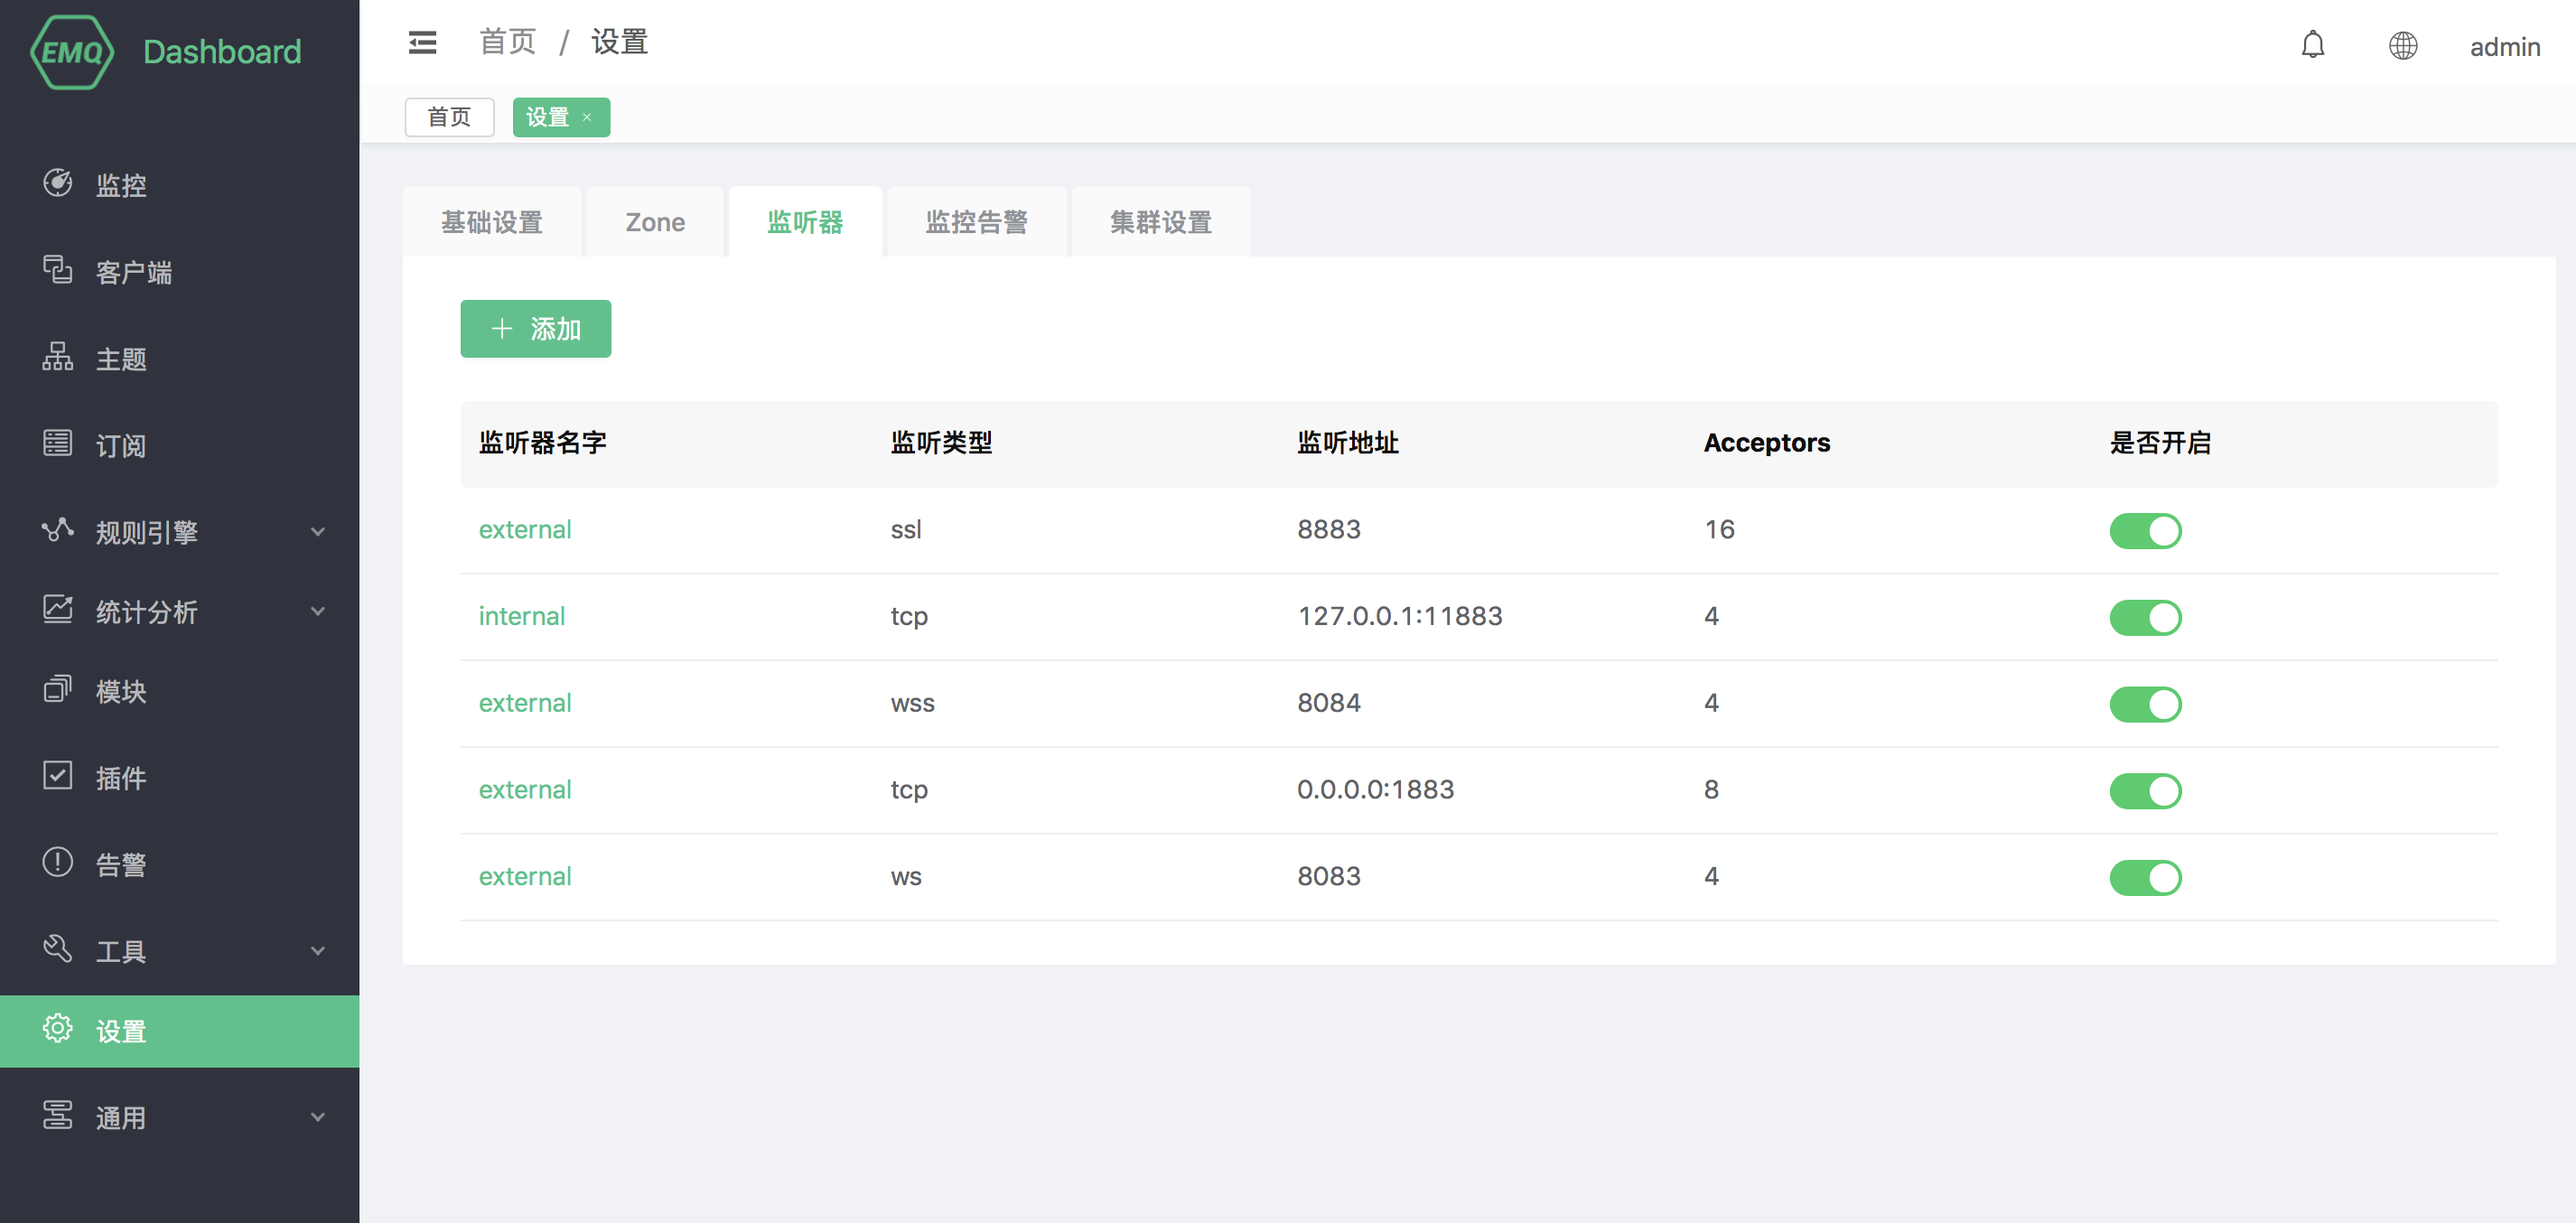 EMQ Dashboard
监控
客户端
主题
订阅
规则引擎
统计分析
模块
插件
告警
工具
设置
通用
首页 / 设置
admin
首页
设置 ×
基础设置
Zone
监听器
监控告警
集群设置
+ 添加
监听器名字 监听类型 监听地址 Acceptors 是否开启
external ssl 8883 16
internal tcp 127.0.0.1:11883 4
external wss 8084 4
external tcp 0.0.0.0:1883 8
external ws 8083 4